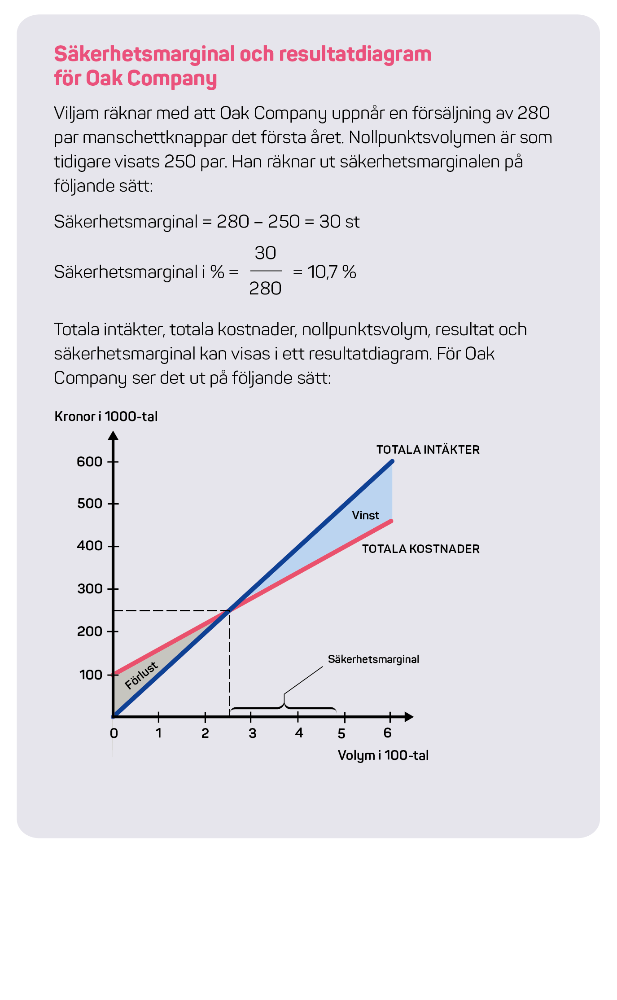 Säkerhetsmarginal och resultatdiagram
för Oak Company
Viljam räknar med att Oak Company uppnår en försäljning av 280
par manschettknappar det första året. Nollpunktsvolymen är som
tidigare visats 250 par. Han räknar ut säkerhetsmarginalen på
följande sätt:
Säkerhetsmarginal = 280 – 250 = 30 st
30
Säkerhetsmarginal i % = = 10,7 %
280
Totala intäkter, totala kostnader, nollpunktsvolym, resultat och
säkerhetsmarginal kan visas i ett resultatdiagram. För Oak
Company ser det ut på följande sätt:
Kronor i 1000-tal
TOTALA INTÄKTER
600
500
Vinst
400
TOTALA KOSTNADER
300
200
Säkerhetsmarginal
100
Förlust
0 1 2 3 4 5 6
Volym i 100-tal